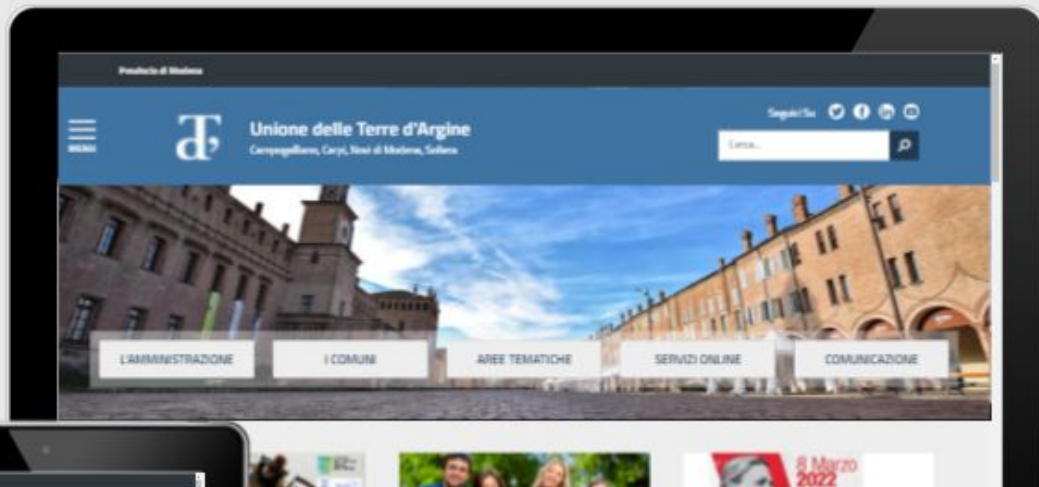 Provincia di Modena
MENU
Unione delle Terre d'Argine
Campogalliano, Carpi, Novi di Modena, Soliera
Seguici Su
Cerca...
L'AMMINISTRAZIONE
I COMUNI
AREE TEMATICHE
SERVIZI ONLINE
COMUNICAZIONE
8 Marzo
2022